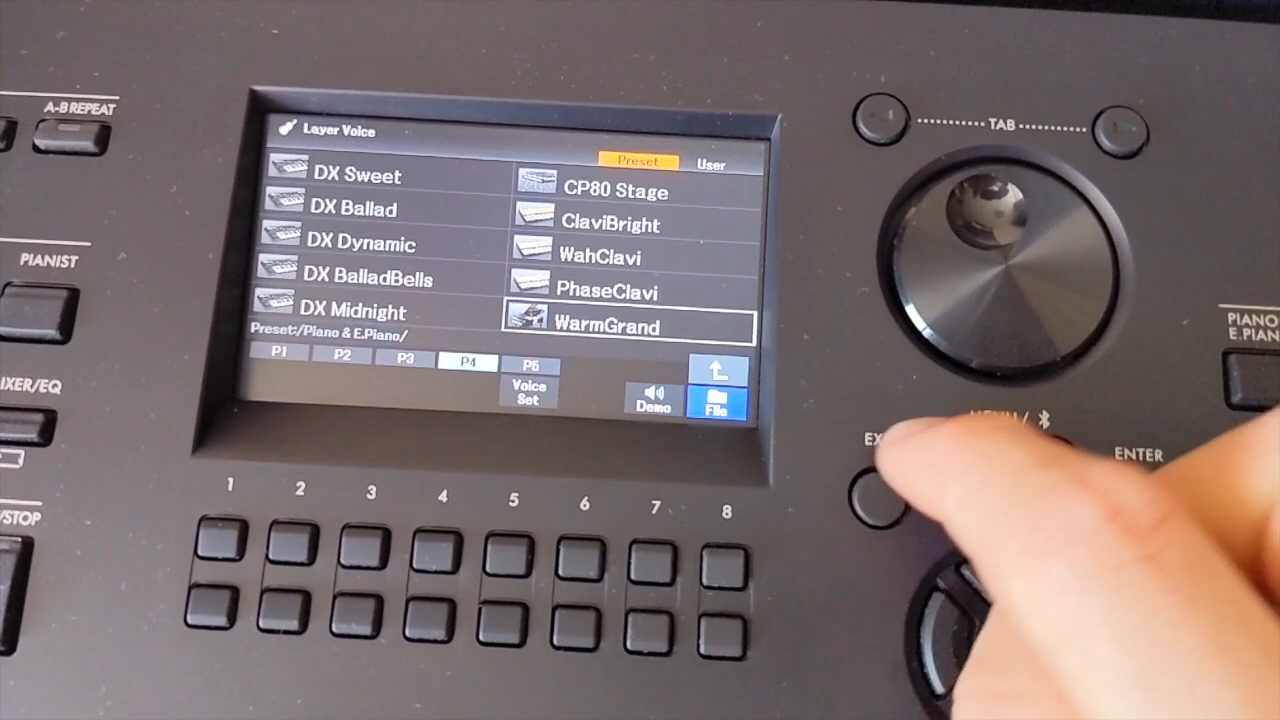 A-B REPEAT
TAB
Layer Voice
Preset User
DX Sweet
CP80 Stage
DX Ballad
ClaviBright
DX Dynamic
WahClavi
DX BalladBells
PhaseClavi
DX Midnight
WarmGrand
Preset:/Piano & E.Piano/
P1 P2 P3 P4 P5
Voice
Set
Demo
File
PIANIST
PIANO
E.PIAN
IXER/EQ
ENTER
/STOP
1 2 3 4 5 6 7 8